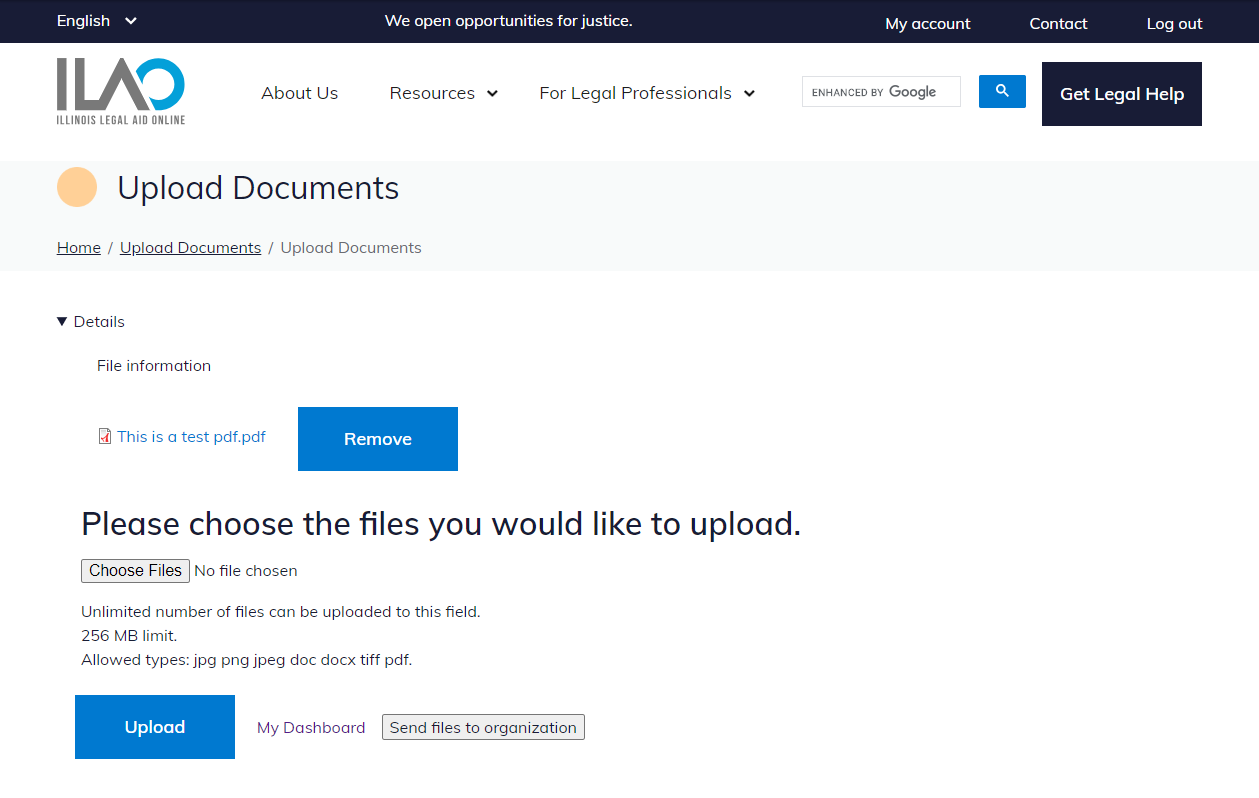 English
We open opportunities for justice.
My account
Contact
Log out
ILAO
ILLINOIS LEGAL AID ONLINE
About Us
Resources
For Legal Professionals
ENHANCED BY Google
Get Legal Help
Upload Documents
Home / Upload Documents / Upload Documents
Details
File information
This is a test pdf.pdf
Remove
Please choose the files you would like to upload.
Choose Files No file chosen
Unlimited number of files can be uploaded to this field.
256 MB limit.
Allowed types: jpg png jpeg doc docx tiff pdf.
Upload
My Dashboard
Send files to organization